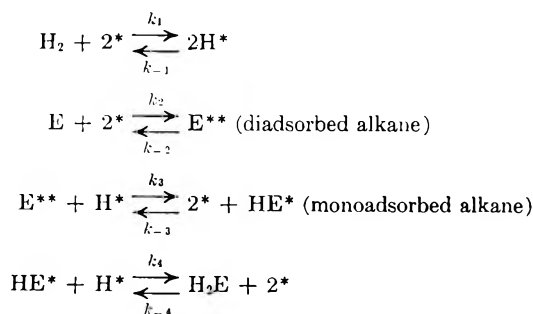 k₁
H₂ + 2* ⇄ 2H*
k₋₁
k₂
E + 2* ⇄ E** (diadsorbed alkane)
k₋₂
k₃
E** + H* ⇄ 2* + HE* (monoadsorbed alkane)
k₋₃
k₄
HE* + H* ⇄ H₂E + 2*
k₋₄